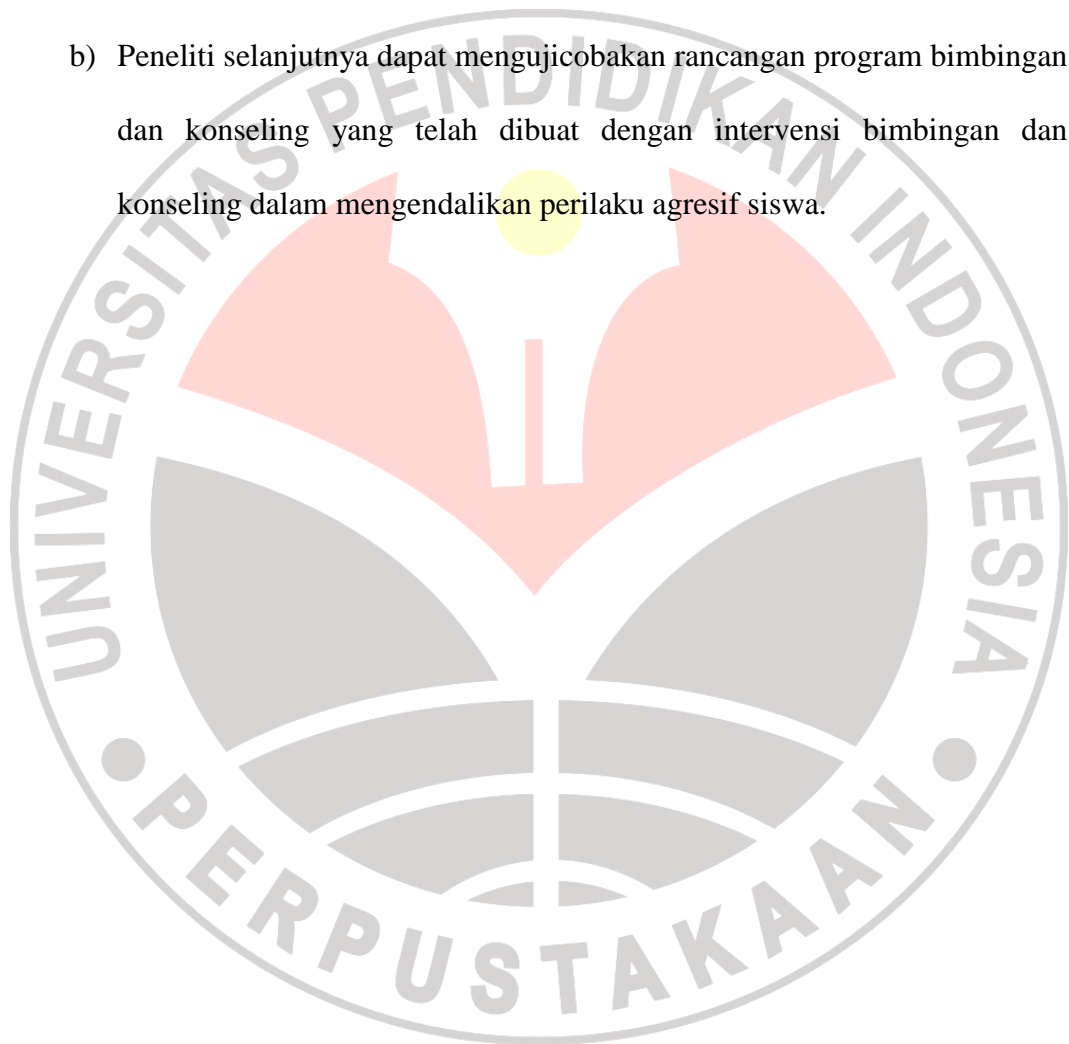 b) Peneliti selanjutnya dapat mengujicobakan rancangan program bimbingan
dan konseling yang telah dibuat dengan intervensi bimbingan dan
konseling dalam mengendalikan perilaku agresif siswa.
UNIVERSITAS PENDIDIKAN INDONESIA
PERPUSTAKAAN